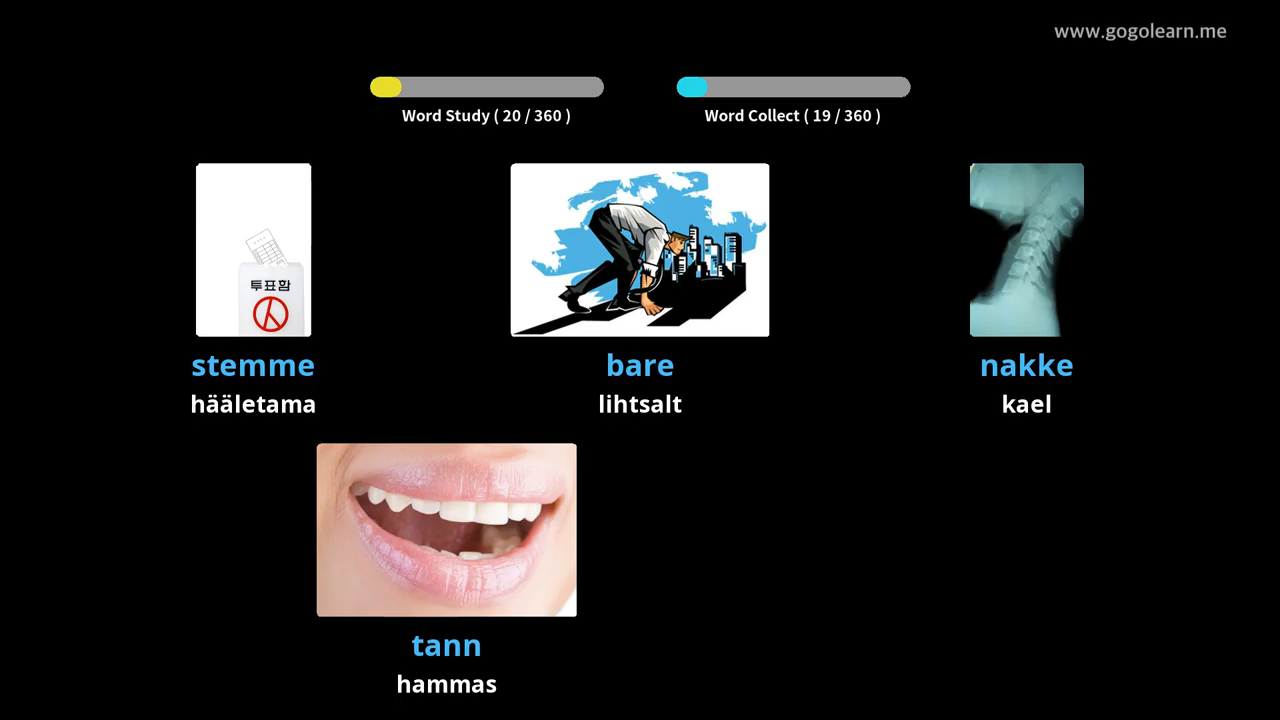 www.gogolearn.me
Word Study ( 20 / 360 )
Word Collect ( 19 / 360 )
투표함
stemme
hääletama
bare
lihtsalt
nakke
kael
tann
hammas